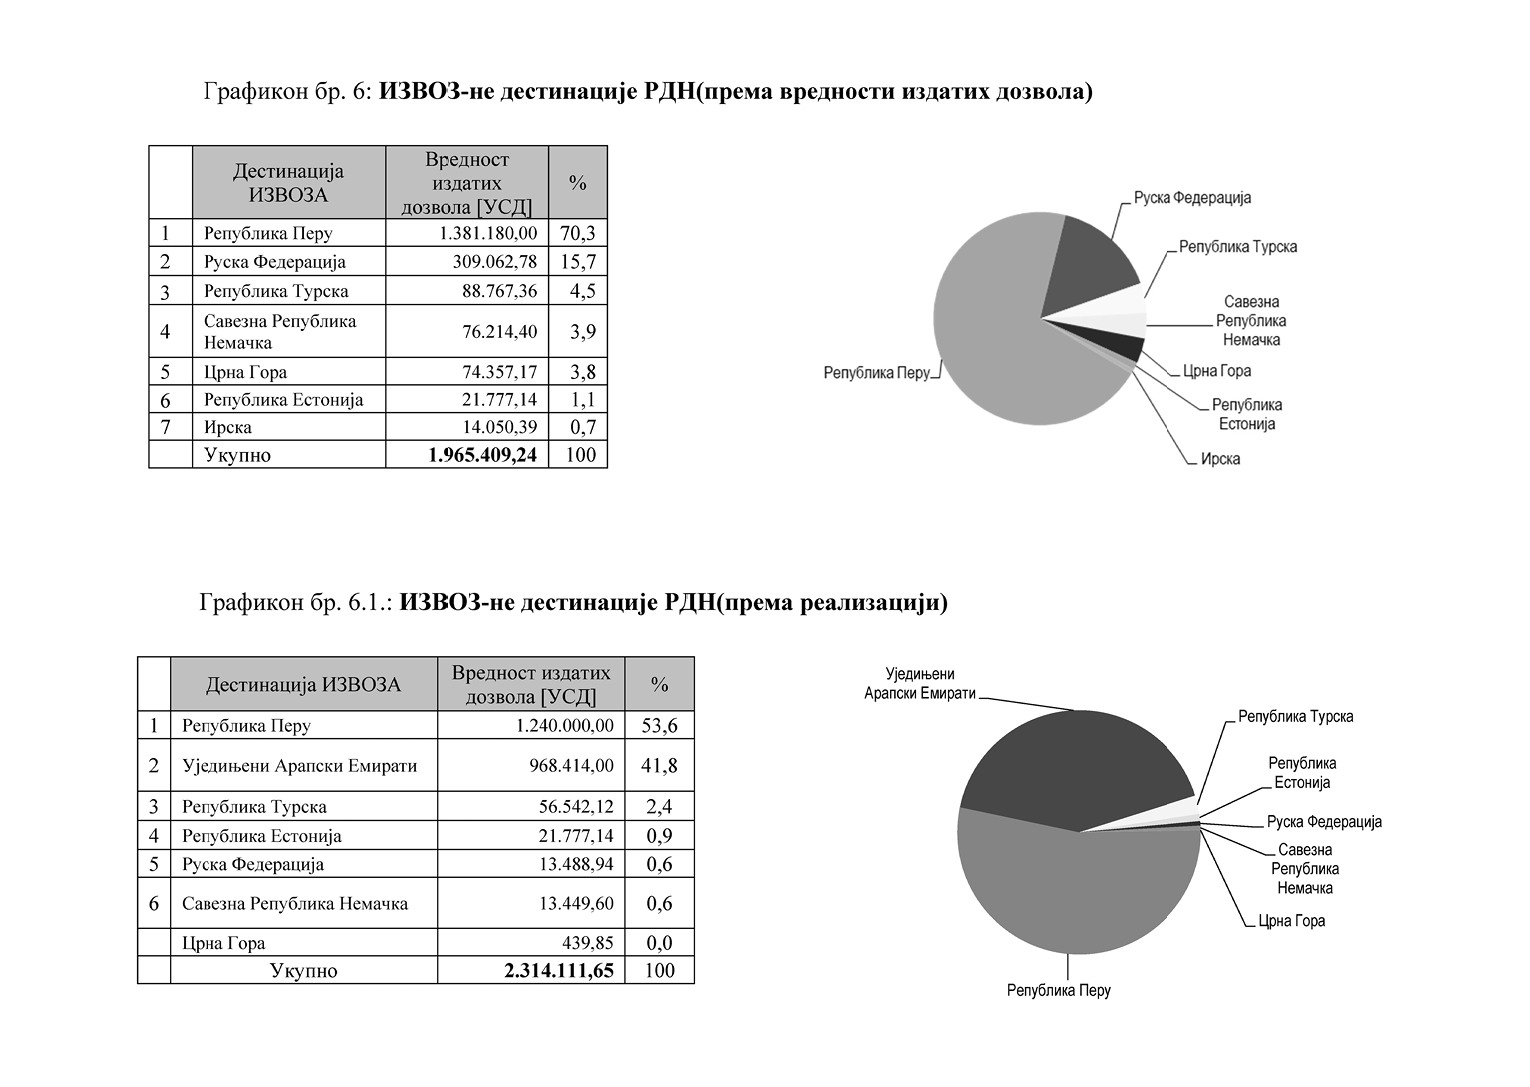 Графикон бр. 6: ИЗВОЗ-не дестинације РДН(према вредности издатих дозвола)
Дестинација
ИЗВОЗА
Вредност
издатих
дозвола [УСД]
%
1 Република Перу 1.381.180,00 70,3
2 Руска Федерација 309.062,78 15,7
3 Република Турска 88.767,36 4,5
4 Савезна Република
Немачка 76.214,40 3,9
5 Црна Гора 74.357,17 3,8
6 Република Естонија 21.777,14 1,1
7 Ирска 14.050,39 0,7
Укупно 1.965.409,24 100
Руска Федерација
Република Турска
Савезна
Република
Немачка
Република Перу
Црна Гора
Република
Естонија
Ирска
Графикон бр. 6.1.: ИЗВОЗ-не дестинације РДН(према реализацији)
Дестинација ИЗВОЗА
Вредност издатих
дозвола [УСД]
%
1 Република Перу 1.240.000,00 53,6
2 Уједињени Арапски Емирати 968.414,00 41,8
3 Република Турска 56.542,12 2,4
4 Република Естонија 21.777,14 0,9
5 Руска Федерација 13.488,94 0,6
6 Савезна Република Немачка 13.449,60 0,6
Црна Гора 439,85 0,0
Укупно 2.314.111,65 100
Уједињени
Арапски Емирати
Република Турска
Република
Естонија
Руска Федерација
Савезна
Република
Немачка
Црна Гора
Република Перу